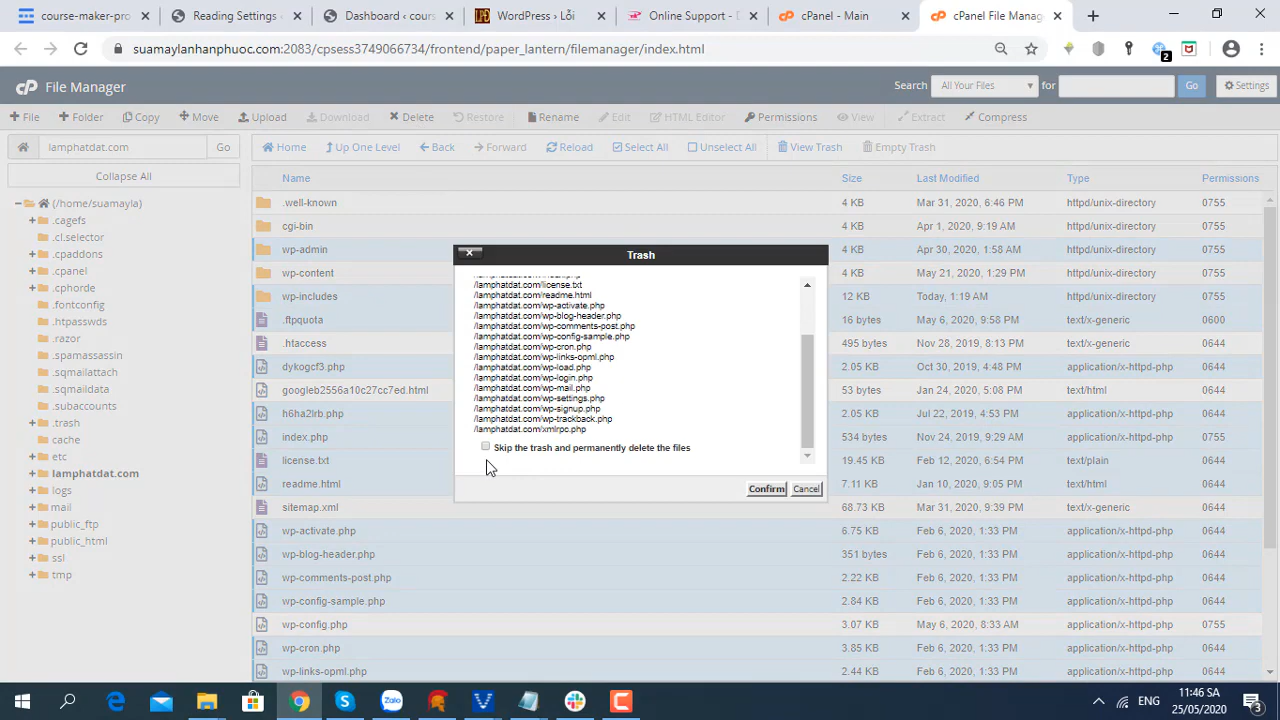 course-maker-pro
Reading Settings
Dashboard ‹ cours
WordPress › Lỗi
Online Support
cPanel - Main
cPanel File Manag
suamaylanhanphuoc.com:2083/cpsess3749066734/frontend/paper_lantern/filemanager/index.html
2
cP File Manager
Search All Your Files for Go Settings
+ File + Folder Copy Move Upload Download Delete Restore Rename Edit HTML Editor Permissions View Extract Compress
lamphatdat.com Go Home Up One Level Back Forward Reload Select All Unselect All View Trash Empty Trash
Collapse All
(/home/suamayla)
.cagefs
.cl.selector
.cpaddons
.cpanel
.cphorde
.fontconfig
.htpasswds
.razor
.spamassassin
.sqmailattach
.sqmaildata
.subaccounts
.trash
cache
etc
lamphatdat.com
logs
mail
public_ftp
public_html
ssl
tmp
Name Size Last Modified Type Permissions
.well-known 4 KB Mar 31, 2020, 6:46 PM httpd/unix-directory 0755
cgi-bin 4 KB Apr 1, 2020, 9:19 AM httpd/unix-directory 0755
wp-admin 4 KB Apr 30, 2020, 1:58 AM httpd/unix-directory 0755
wp-content 4 KB May 21, 2020, 1:29 PM httpd/unix-directory 0755
wp-includes 12 KB Today, 1:19 AM httpd/unix-directory 0755
.ftpquota 16 bytes May 6, 2020, 9:58 PM text/x-generic 0600
.htaccess 495 bytes Nov 28, 2019, 8:13 PM text/x-generic 0644
dykogcf3.php 2.05 KB Oct 30, 2019, 4:48 PM application/x-httpd-php 0644
googleb2556a10c27cc7ed.html 53 bytes Jan 24, 2020, 5:08 PM text/html 0644
h6ha2lrb.php 2.05 KB Jul 22, 2019, 4:53 PM application/x-httpd-php 0644
index.php 534 bytes Nov 29, 2019, 9:29 AM application/x-httpd-php 0644
license.txt 19.45 KB Feb 12, 2020, 6:54 PM text/plain 0644
readme.html 7.11 KB Jan 10, 2020, 9:05 PM text/html 0644
sitemap.xml 68.73 KB Mar 31, 2020, 9:39 PM text/x-generic 0644
wp-activate.php 6.75 KB Feb 6, 2020, 1:33 PM application/x-httpd-php 0644
wp-blog-header.php 351 bytes Feb 6, 2020, 1:33 PM application/x-httpd-php 0644
wp-comments-post.php 2.22 KB Feb 6, 2020, 1:33 PM application/x-httpd-php 0644
wp-config-sample.php 2.84 KB Feb 6, 2020, 1:33 PM application/x-httpd-php 0644
wp-config.php 3.07 KB May 6, 2020, 8:33 AM application/x-httpd-php 0755
wp-cron.php 3.85 KB Feb 6, 2020, 1:33 PM application/x-httpd-php 0644
wp-links-opml.php 2.44 KB Feb 6, 2020, 1:33 PM application/x-httpd-php 0644
Trash
/lamphatdat.com/license.txt
/lamphatdat.com/readme.html
/lamphatdat.com/wp-activate.php
/lamphatdat.com/wp-blog-header.php
/lamphatdat.com/wp-comments-post.php
/lamphatdat.com/wp-config-sample.php
/lamphatdat.com/wp-cron.php
/lamphatdat.com/wp-links-opml.php
/lamphatdat.com/wp-load.php
/lamphatdat.com/wp-login.php
/lamphatdat.com/wp-mail.php
/lamphatdat.com/wp-settings.php
/lamphatdat.com/wp-signup.php
/lamphatdat.com/wp-trackback.php
/lamphatdat.com/xmlrpc.php
Skip the trash and permanently delete the files
Confirm Cancel
Zalo
ENG
11:46 SA
25/05/2020
3